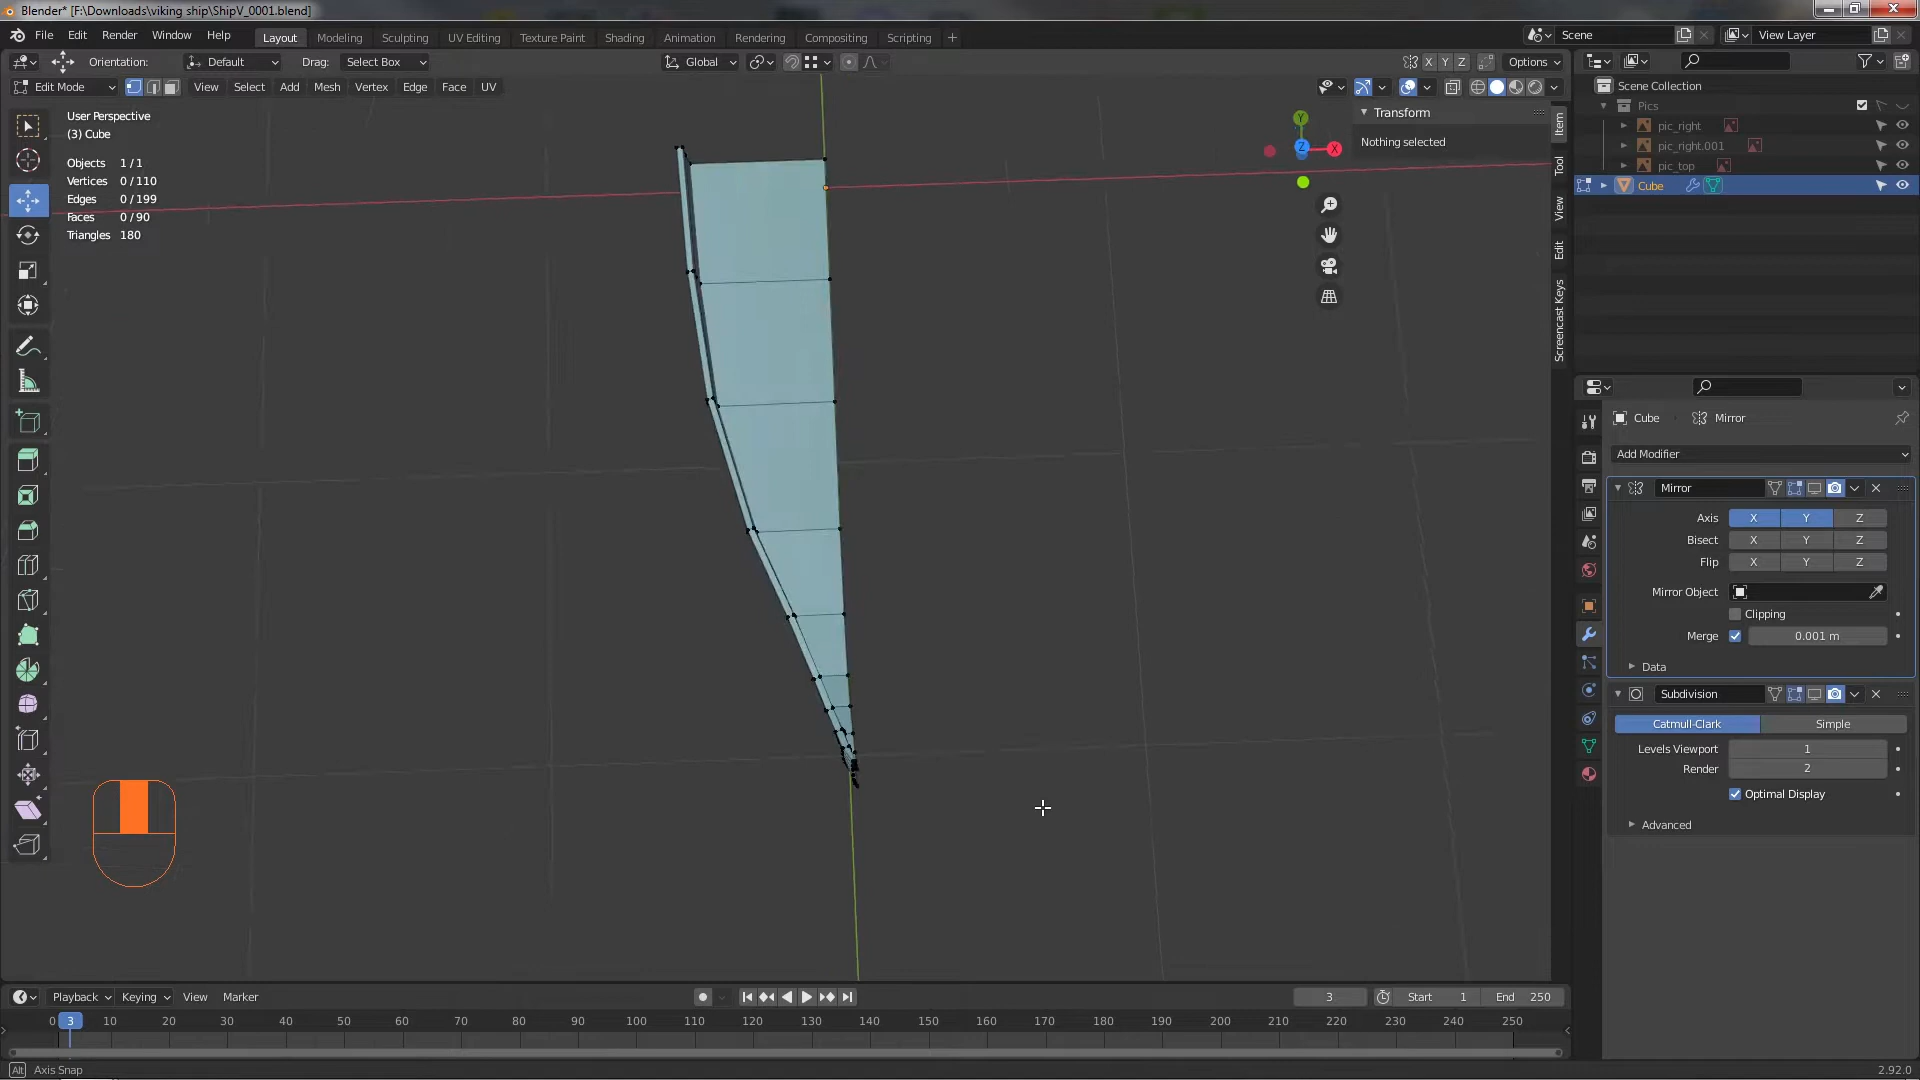 Blender* [F:\Downloads\viking ship\ShipV_0001.blend]
File Edit Render Window Help
Layout Modeling Sculpting UV Editing Texture Paint Shading Animation Rendering Compositing Scripting
Scene
View Layer
Orientation: Default Drag: Select Box
Global
X Y Z
Options
Edit Mode View Select Add Mesh Vertex Edge Face UV
User Perspective
(3) Cube
Objects 1/1
Vertices 0/110
Edges 0/199
Faces 0/90
Triangles 180
Y
Z
X
Transform
Nothing selected
Item
Tool
View
Edit
Screencast Keys
Scene Collection
Pics
pic_right
pic_right.001
pic_top
Cube
Cube Mirror
Add Modifier
Mirror
Axis X Y Z
Bisect X Y Z
Flip X Y Z
Mirror Object
Clipping
Merge 0.001 m
Data
Subdivision
Catmull-Clark Simple
Levels Viewport 1
Render 2
Optimal Display
Advanced
Playback Keying View Marker
3 Start 1 End 250
0 3 10 20 30 40 50 60 70 80 90 100 110 120 130 140 150 160 170 180 190 200 210 220 230 240 250
Alt Axis Snap
2.92.0